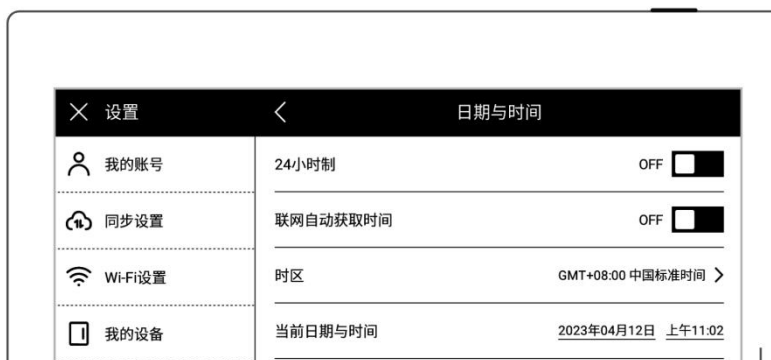 设置
日期与时间
我的账号
24小时制 OFF
同步设置
联网自动获取时间 OFF
Wi-Fi设置
时区 GMT+08:00 中国标准时间
我的设备
当前日期与时间 2023年04月12日 上午11:02